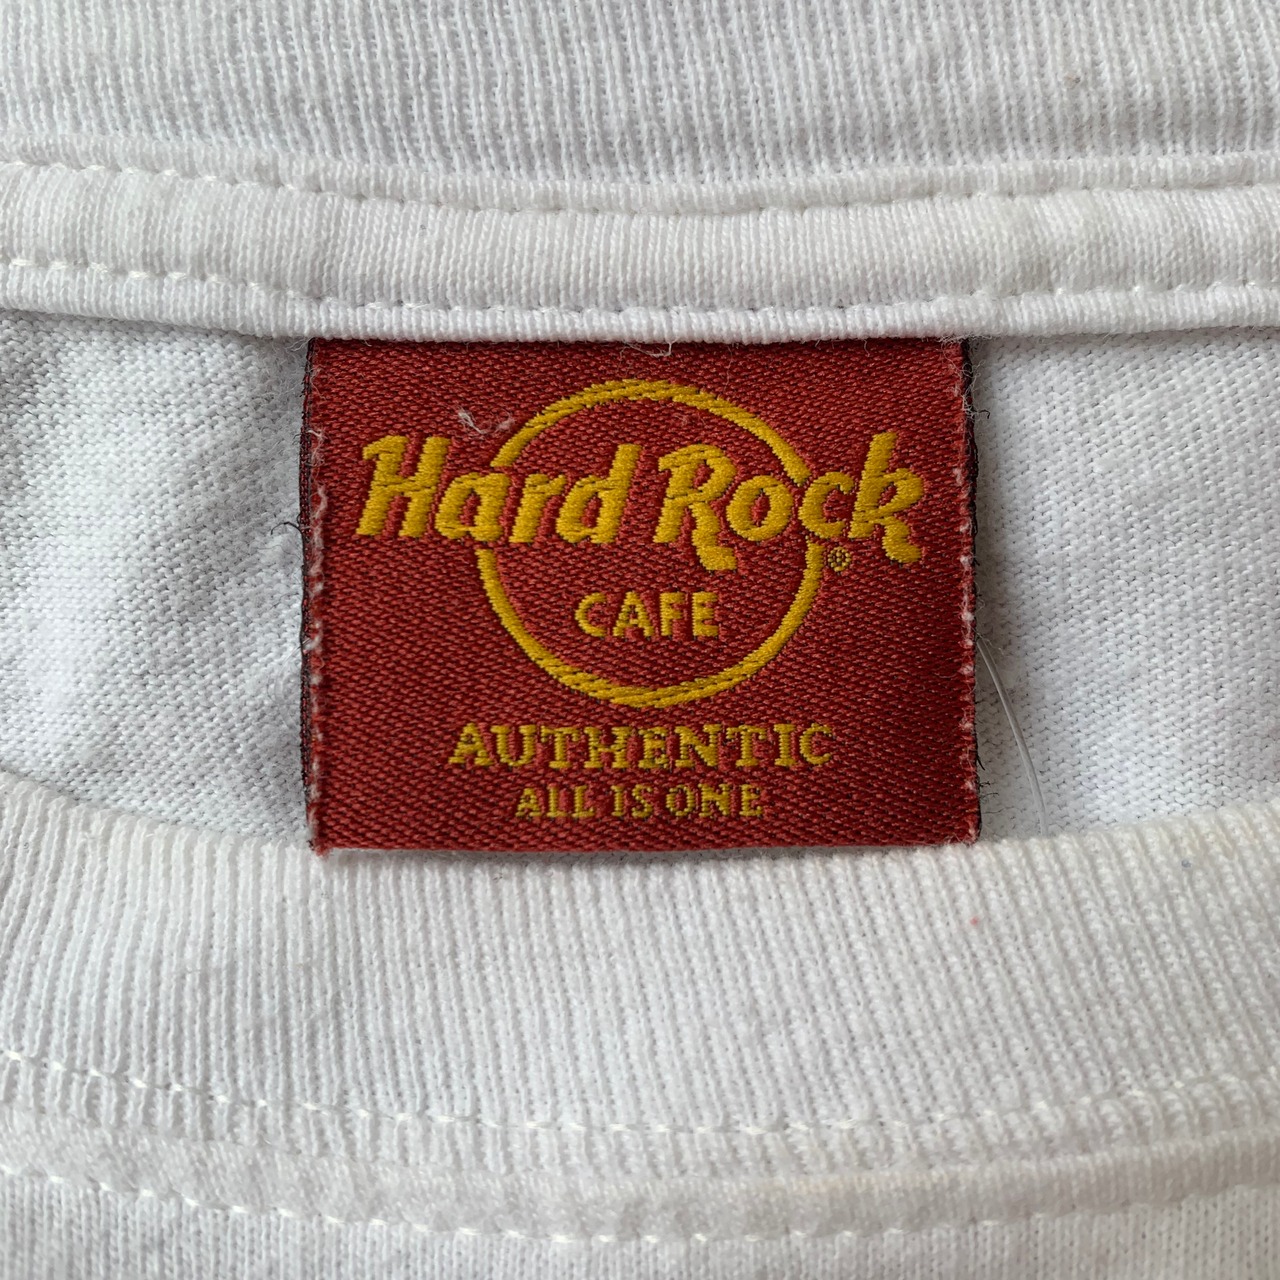 Hard Rock
CAFE
®
AUTHENTIC
ALL IS ONE